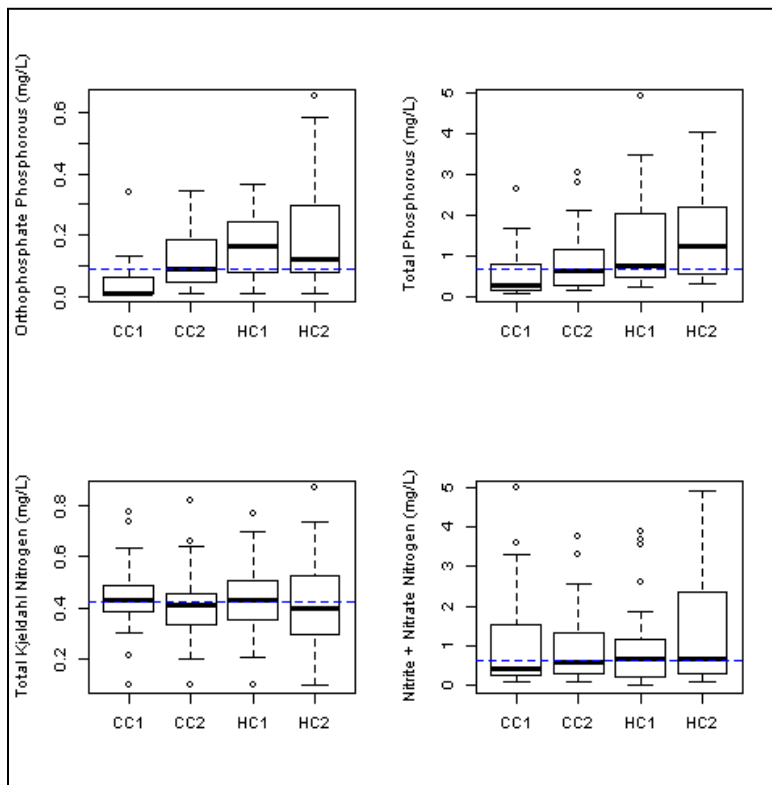 Orthophosphate Phosphorous (mg/L)
0.0 0.2 0.4 0.6
CC1 CC2 HC1 HC2
Total Phosphorous (mg/L)
0 1 2 3 4 5
CC1 CC2 HC1 HC2
Total Kjeldahl Nitrogen (mg/L)
0.2 0.4 0.6 0.8
CC1 CC2 HC1 HC2
Nitrite + Nitrate Nitrogen (mg/L)
0 1 2 3 4 5
CC1 CC2 HC1 HC2